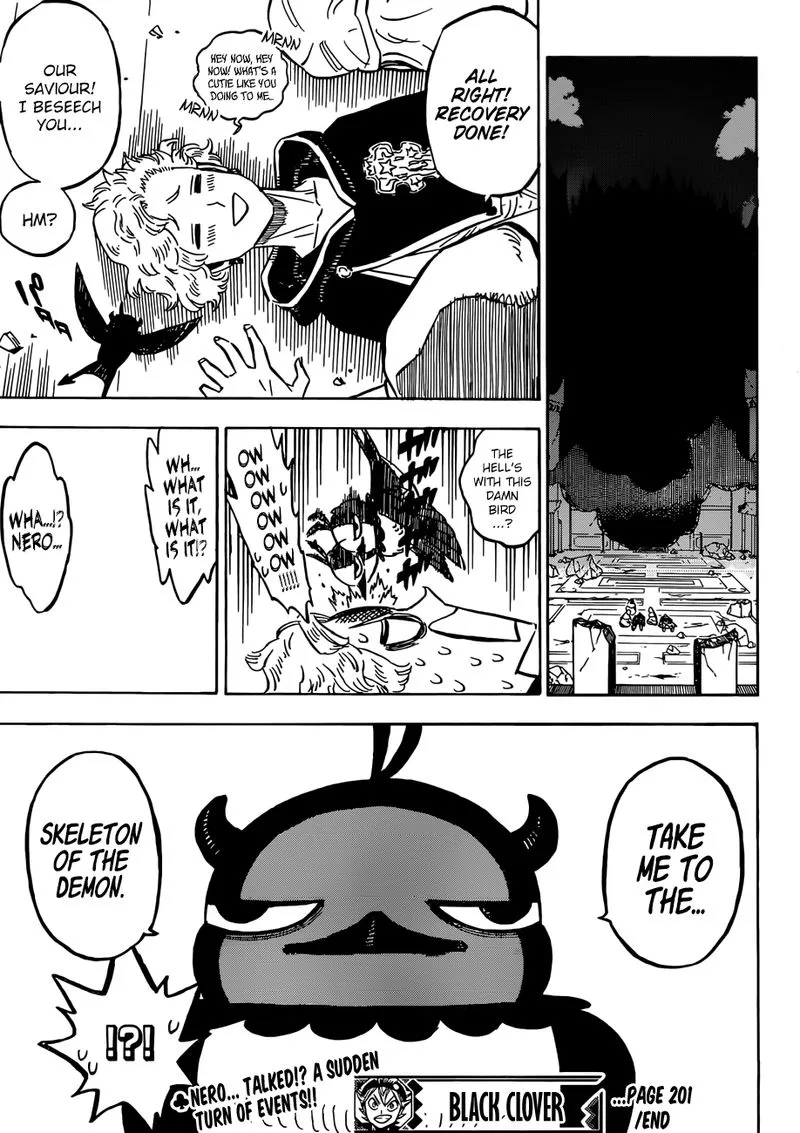 ALL
RIGHT!
RECOVERY
DONE!
MRNN
HEY NOW, HEY
NOW! WHAT'S A
CUTIE LIKE YOU
DOING TO ME...
MRNN
OUR
SAVIOUR!
I BESEECH
YOU...
HM?
THE
HELL'S
WITH THIS
DAMN
BIRD
...?
OW
OW
OW
OW
OW
OW
!!!!!
WH...
WHAT
IS IT,
WHAT
IS IT!?
WHA...!?
NERO...
TAKE
ME TO
THE...
SKELETON
OF THE
DEMON.
!?!
♣NERO... TALKED!? A SUDDEN
TURN OF EVENTS!!
BLACK CLOVER
...PAGE 201
/END